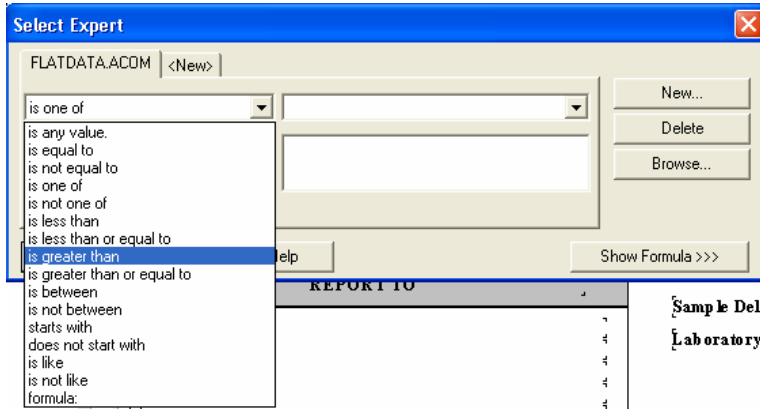 Select Expert
FLATDATA.ACOM <New>
is one of
New...
Delete
Browse...
is any value.
is equal to
is not equal to
is one of
is not one of
is less than
is less than or equal to
is greater than
is greater than or equal to
is between
is not between
starts with
does not start with
is like
is not like
formula:
Show Formula >>>
REPORT TO
Sample Del
Laboratory